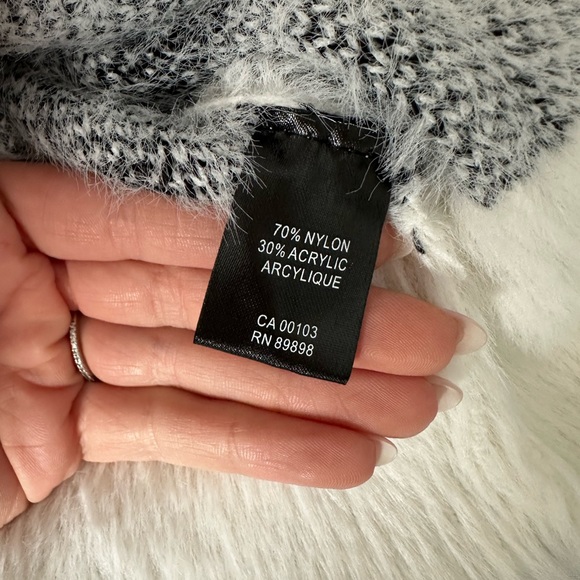 70% NYLON
30% ACRYLIC
ARCYLIQUE
CA 00103
RN 89898